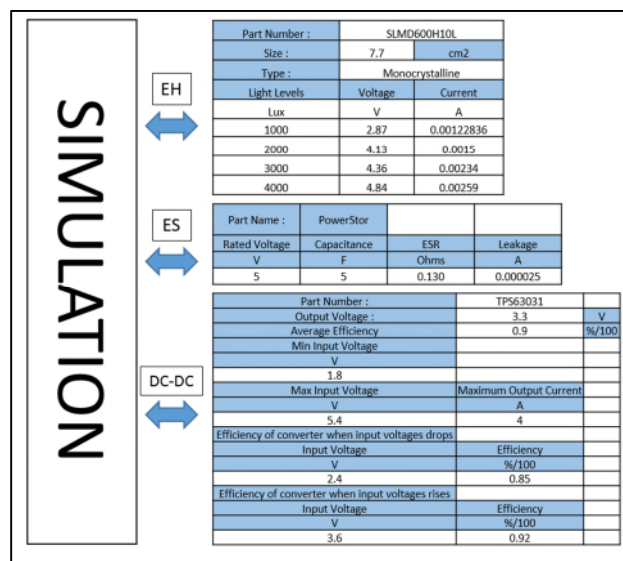 SIMULATION
EH
Part Number : SLMD600H10L
Size : 7.7 cm2
Type : Monocrystalline
Light Levels Voltage Current
Lux V A
1000 2.87 0.00122836
2000 4.13 0.0015
3000 4.36 0.00234
4000 4.84 0.00259
ES
Part Name : PowerStor
Rated Voltage Capacitance ESR Leakage
V F Ohms A
5 5 0.130 0.000025
DC-DC
Part Number : TPS63031
Output Voltage : 3.3 V
Average Efficiency 0.9 %/100
Min Input Voltage
V
1.8
Max Input Voltage Maximum Output Current
V A
5.4 4
Efficiency of converter when input voltages drops
Input Voltage Efficiency
V %/100
2.4 0.85
Efficiency of converter when input voltages rises
Input Voltage Efficiency
V %/100
3.6 0.92